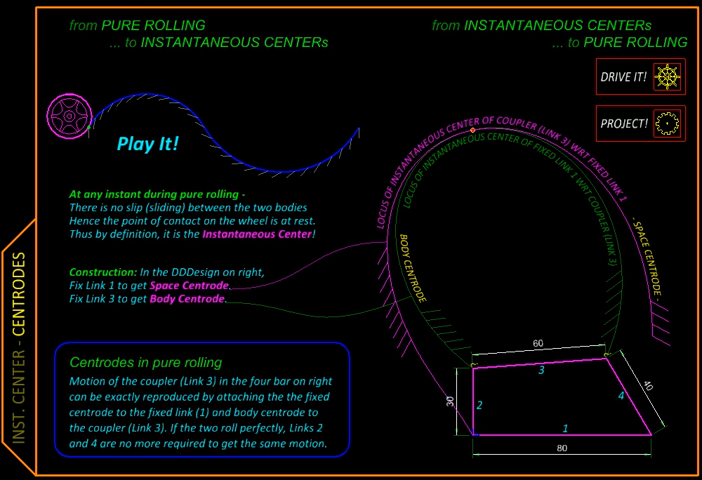 from PURE ROLLING
... to INSTANTANEOUS CENTERs
from INSTANTANEOUS CENTERs
... to PURE ROLLING
DRIVE IT!
PROJECT!
Play It!
LOCUS OF INSTANTANEOUS CENTER OF COUPLER (LINK 3) WRT FIXED LINK 1
LOCUS OF INSTANTANEOUS CENTER OF FIXED LINK 1 WRT COUPLER (LINK 3)
At any instant during pure rolling -
There is no slip (sliding) between the two bodies
Hence the point of contact on the wheel is at rest.
Thus by definition, it is the Instantaneous Center!
BODY CENTRODE
- SPACE CENTRODE -
Construction: In the DDDesign on right,
Fix Link 1 to get Space Centrode.
Fix Link 3 to get Body Centrode.
INST. CENTER - CENTRODES
Centrodes in pure rolling
Motion of the coupler (Link 3) in the four bar on right
can be exactly reproduced by attaching the the fixed
centrode to the fixed link (1) and body centrode to
the coupler (Link 3). If the two roll perfectly, Links 2
and 4 are no more required to get the same motion.
60
3
40
30
2
4
1
80